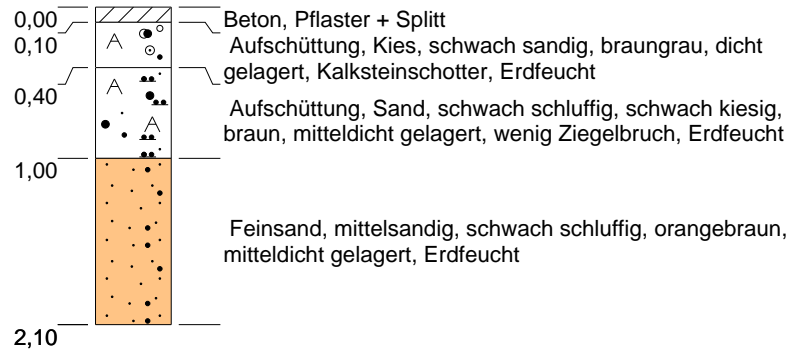 0,00
Beton, Pflaster + Splitt
0,10
Aufschüttung, Kies, schwach sandig, braungrau, dicht
gelagert, Kalksteinschotter, Erdfeucht
0,40
Aufschüttung, Sand, schwach schluffig, schwach kiesig,
braun, mitteldicht gelagert, wenig Ziegelbruch, Erdfeucht
1,00
Feinsand, mittelsandig, schwach schluffig, orangebraun,
mitteldicht gelagert, Erdfeucht
2,10
A
A
A